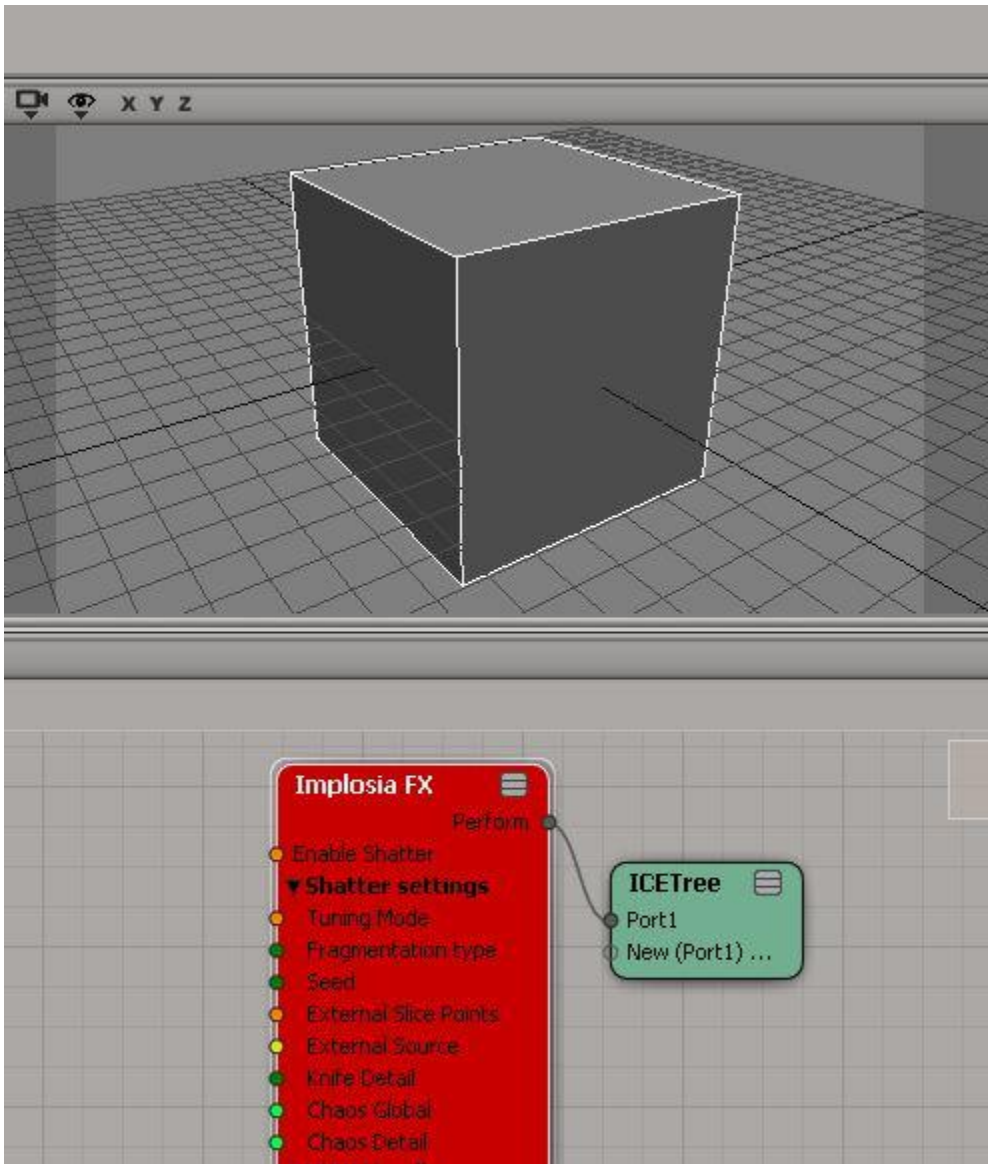 X Y Z
Implosia FX
Perform
Enable Shatter
▼Shatter settings
Tuning Mode
Fragmentation type
Seed
External Slice Points
External Source
Knife Detail
Chaos Global
Chaos Detail
ICETree
Port1
New (Port1) ...